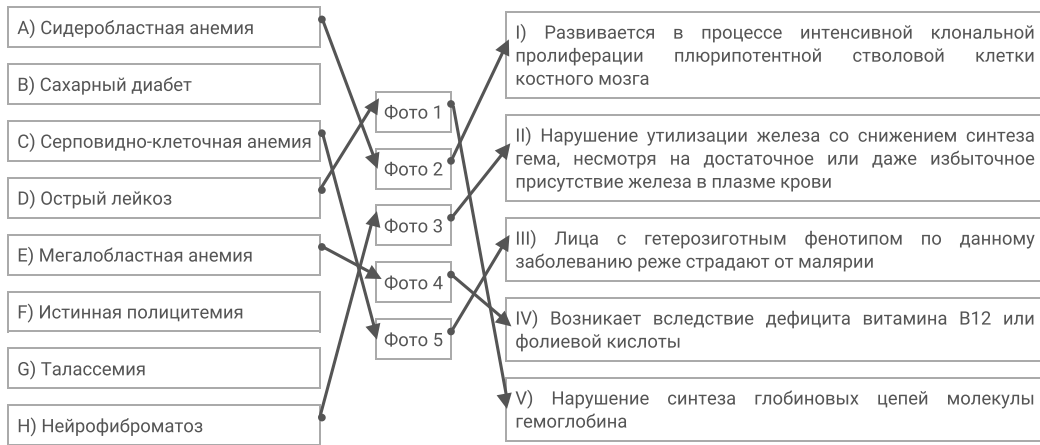 A) Сидеробластная анемия
B) Сахарный диабет
C) Серповидно-клеточная анемия
D) Острый лейкоз
E) Мегалобластная анемия
F) Истинная полицитемия
G) Талассемия
H) Нейрофиброматоз
Фото 1
Фото 2
Фото 3
Фото 4
Фото 5
I) Развивается в процессе интенсивной клональной
пролиферации плюрипотентной стволовой клетки
костного мозга
II) Нарушение утилизации железа со снижением синтеза
гема, несмотря на достаточное или даже избыточное
присутствие железа в плазме крови
III) Лица с гетерозиготным фенотипом по данному
заболеванию реже страдают от малярии
IV) Возникает вследствие дефицита витамина B12 или
фолиевой кислоты
V) Нарушение синтеза глобиновых цепей молекулы
гемоглобина